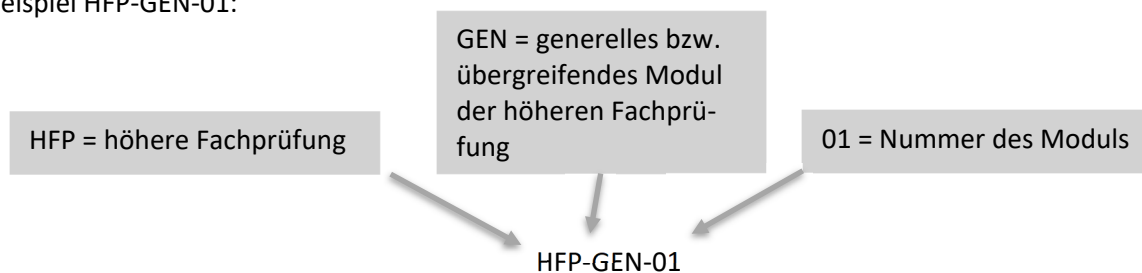 eispiel HFP-GEN-01:
GEN = generelles bzw.
übergreifendes Modul
der höheren Fachprü-
fung
HFP = höhere Fachprüfung
01 = Nummer des Moduls
HFP-GEN-01